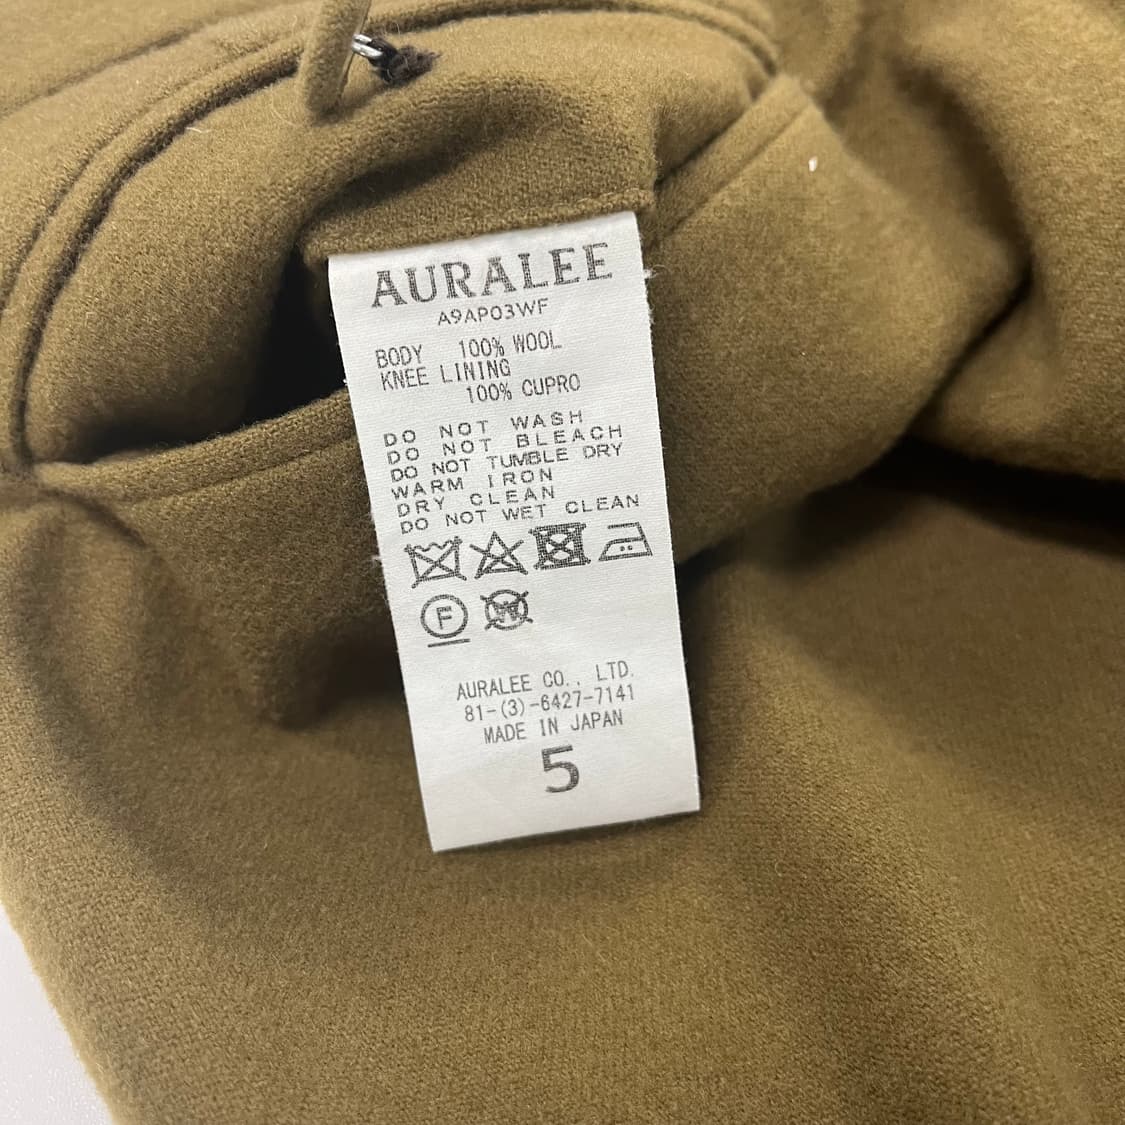 AURALEE
A9AP03WF
BODY 100% WOOL
KNEE LINING
100% CUPRO
DO NOT WASH
DO NOT BLEACH
DO NOT TUMBLE DRY
WARM IRON
DRY CLEAN
DO NOT WET CLEAN
F W
AURALEE CO., LTD.
81-(3)-6427-7141
MADE IN JAPAN
5